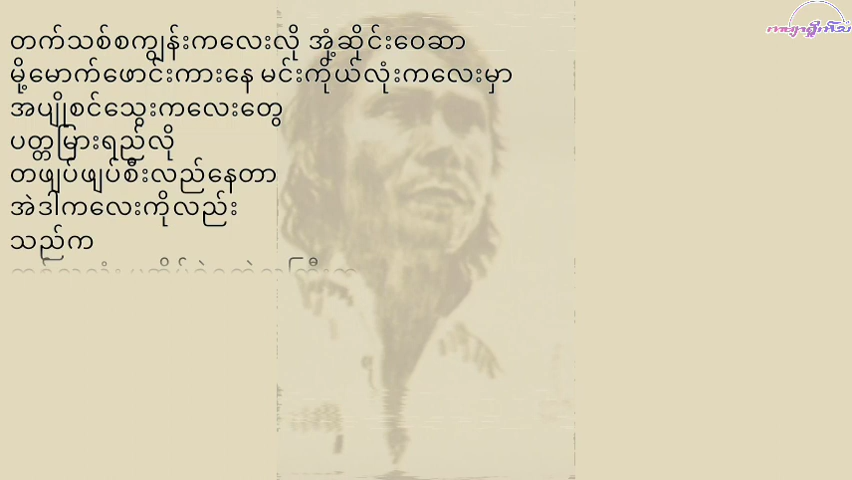 တက်သစ်စကျွန်းကလေးလို အုံ့ဆိုင်းဝေဆာ
မို့မောက်ဖောင်းကားနေ မင်းကိုယ်လုံးကလေးမှာ
အပျိုစင်သွေးကလေးတွေ
ပတ္တမြားရည်လို
တဖျပ်ဖျပ်စီးလည်နေတာ
အဲဒါကလေးကိုလည်း
သည်က